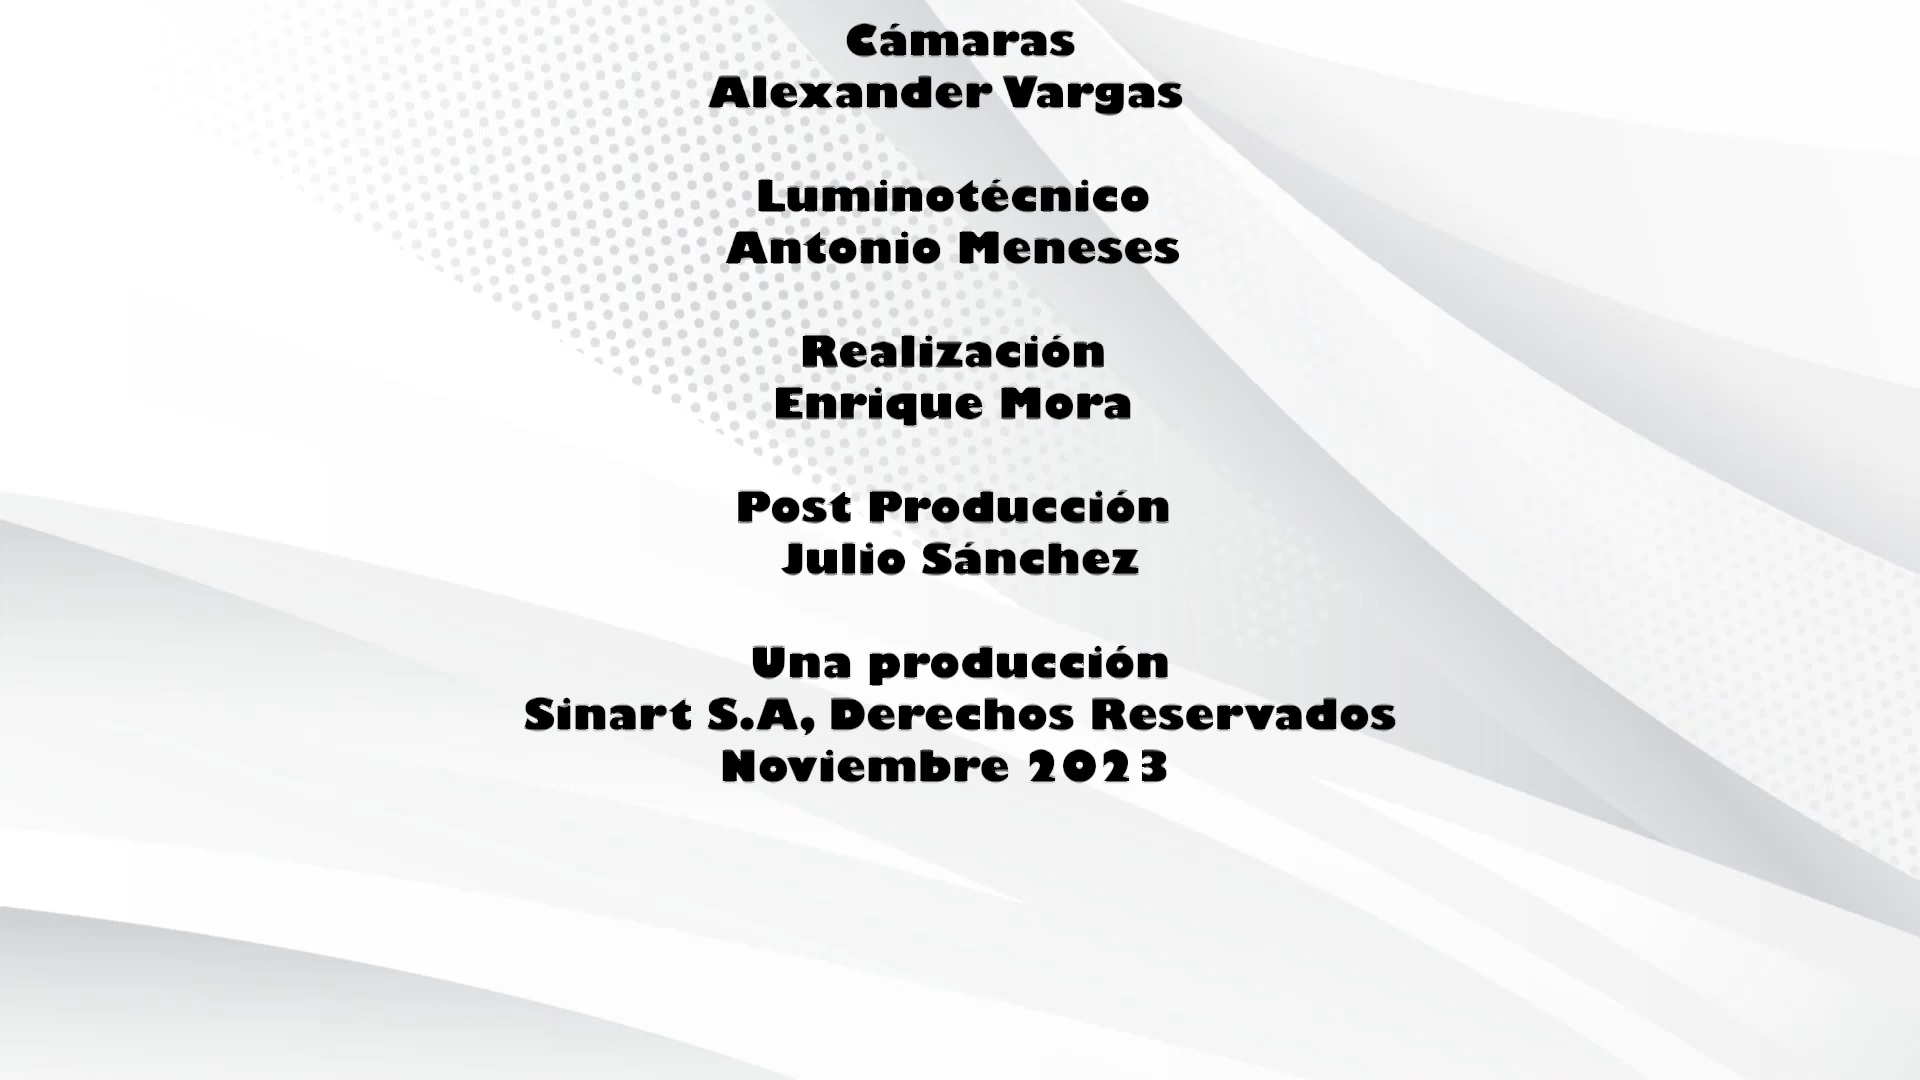 Cámaras
Alexander Vargas
Luminotécnico
Antonio Meneses
Realización
Enrique Mora
Post Producción
Julio Sánchez
Una producción
Sinart S.A, Derechos Reservados
Noviembre 2023